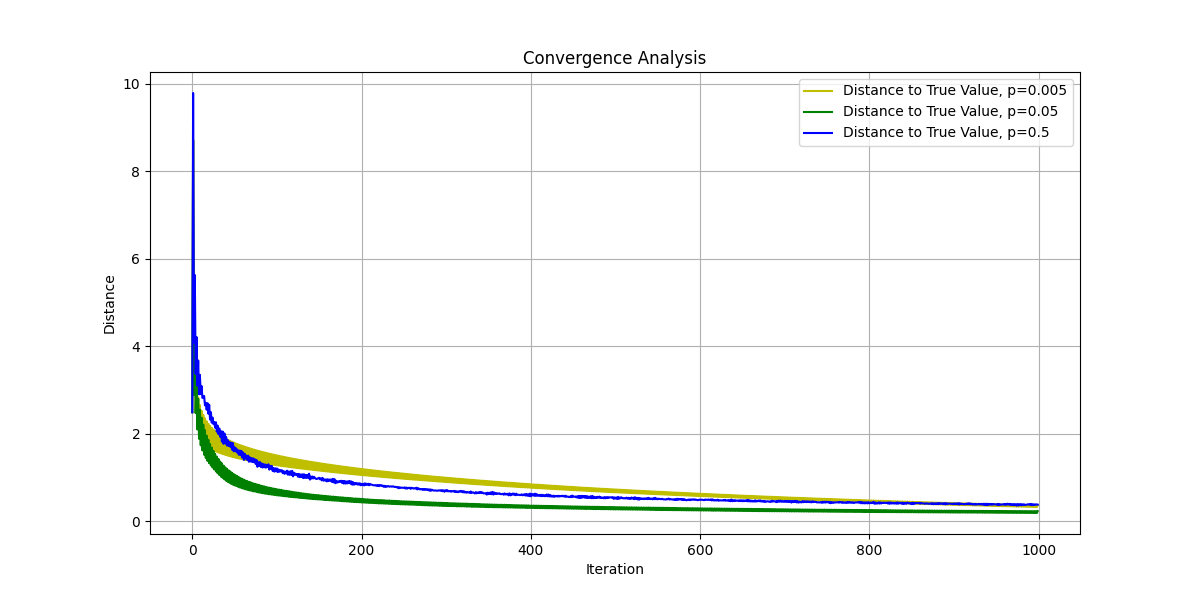 Convergence Analysis
Distance to True Value, p=0.005
Distance to True Value, p=0.05
Distance to True Value, p=0.5
10
8
6
4
2
0
Distance
0 200 400 600 800 1000
Iteration